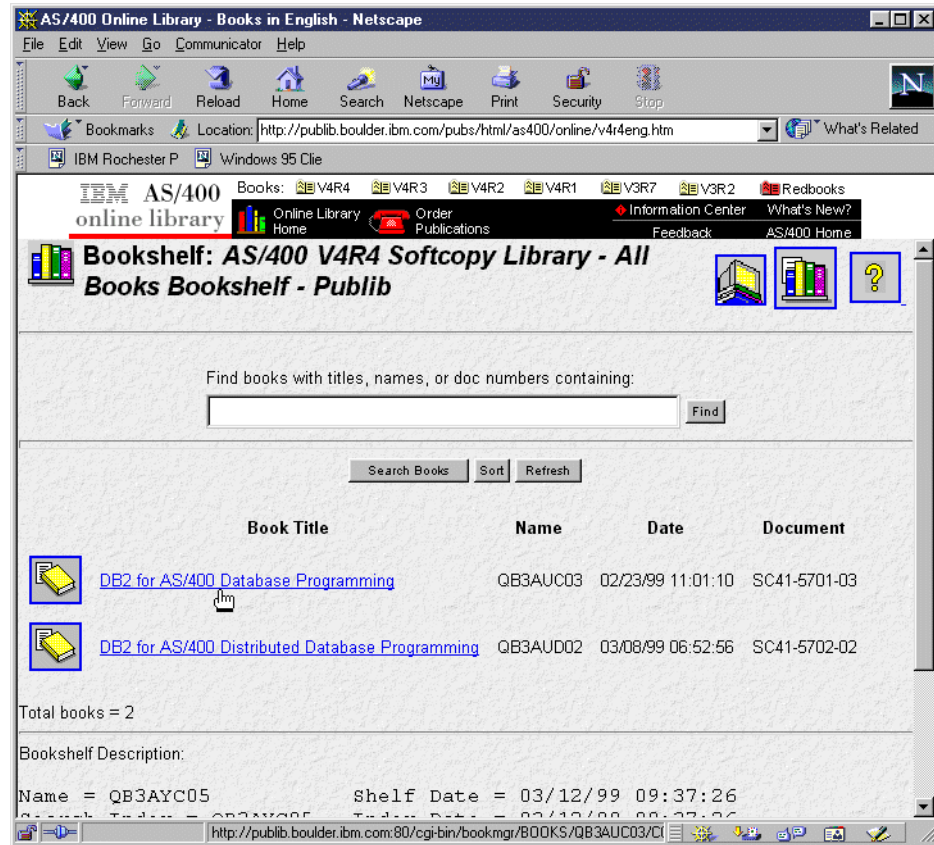 AS/400 Online Library - Books in English - Netscape
File Edit View Go Communicator Help
Back Forward Reload Home Search Netscape Print Security Stop
My
N
Bookmarks Location: http://publib.boulder.ibm.com/pubs/html/as400/online/v4r4eng.htm What's Related
IBM Rochester P Windows 95 Clie
IBM AS/400 online library
Books: V4R4 V4R3 V4R2 V4R1 V3R7 V3R2 Redbooks
Online Library Home Order Publications Information Center What's New?
Feedback AS/400 Home
Bookshelf: AS/400 V4R4 Softcopy Library - All
Books Bookshelf - Publib
?
Find books with titles, names, or doc numbers containing:
Find
Search Books Sort Refresh
Book Title Name Date Document
DB2 for AS/400 Database Programming QB3AUC03 02/23/99 11:01:10 SC41-5701-03
DB2 for AS/400 Distributed Database Programming QB3AUD02 03/08/99 06:52:56 SC41-5702-02
Total books = 2
Bookshelf Description:
Name = QB3AYC05 Shelf Date = 03/12/99 09:37:26
http://publib.boulder.ibm.com:80/cgi-bin/bookmgr/BOOKS/QB3AUC03/C